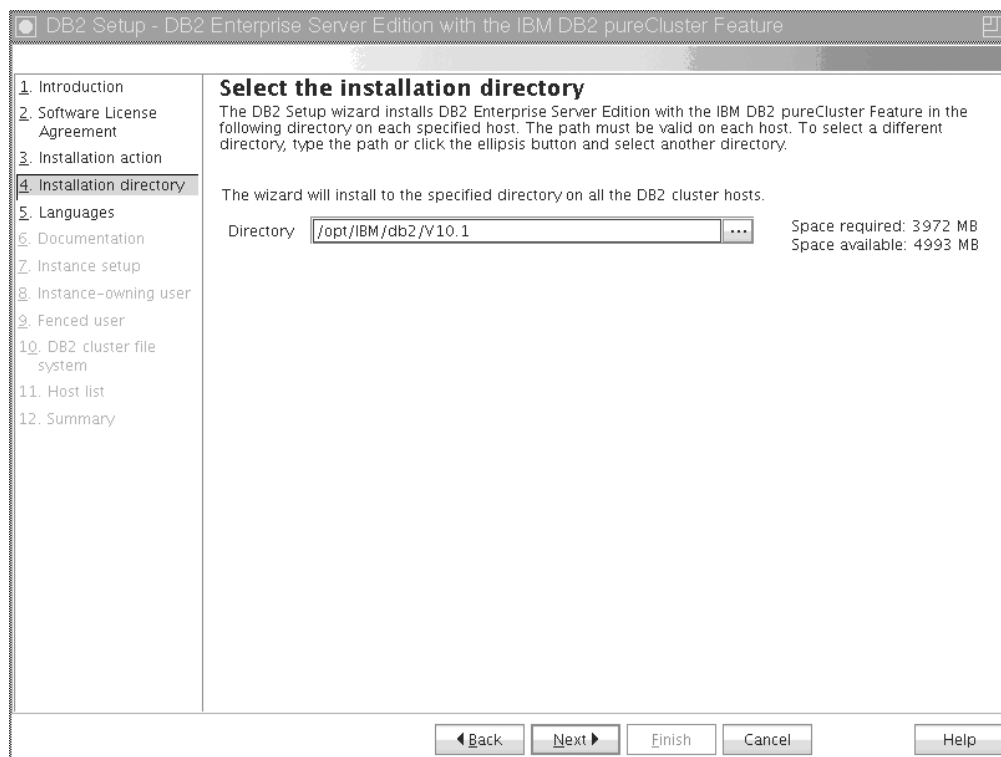 DB2 Setup - DB2 Enterprise Server Edition with the IBM DB2 pureCluster Feature
1. Introduction
2. Software License
Agreement
3. Installation action
4. Installation directory
5. Languages
6. Documentation
7. Instance setup
8. Instance-owning user
9. Fenced user
10. DB2 cluster file
system
11. Host list
12. Summary
Select the installation directory
The DB2 Setup wizard installs DB2 Enterprise Server Edition with the IBM DB2 pureCluster Feature in the
following directory on each specified host. The path must be valid on each host. To select a different
directory, type the path or click the ellipsis button and select another directory.
The wizard will install to the specified directory on all the DB2 cluster hosts.
Directory /opt/IBM/db2/V10.1 ... Space required: 3972 MB
Space available: 4993 MB
Back Next Finish Cancel Help